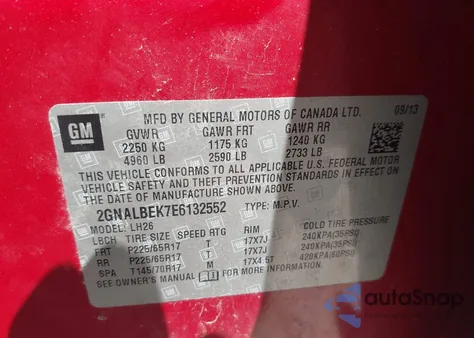 MFD BY GENERAL MOTORS OF CANADA LTD. 09/13
GM
GVWR GAWR FRT GAWR RR
2250 KG 1175 KG 1240 KG
4960 LB 2590 LB 2733 LB
THIS VEHICLE CONFORMS TO ALL APPLICABLE U.S. FEDERAL MOTOR
VEHICLE SAFETY, BUMPER, AND THEFT PREVENTION STANDARDS IN EFFECT ON
THE DATE OF MANUFACTURE SHOWN ABOVE.
2GNALBEK7E6132552 TYPE: M.P.V.
MODEL: LH26
LBCH TIRE SIZE SPEED RTG RIM COLD TIRE PRESSURE
FRT P225/65R17 T 17X7J 240KPA(35PSI)
RR P225/65R17 T 17X7J 240KPA(35PSI)
SPA T145/70R17 M 17X4.5T 420KPA(60PSI)
SEE OWNER'S MANUAL FOR MORE INFORMATION.
autoSnap